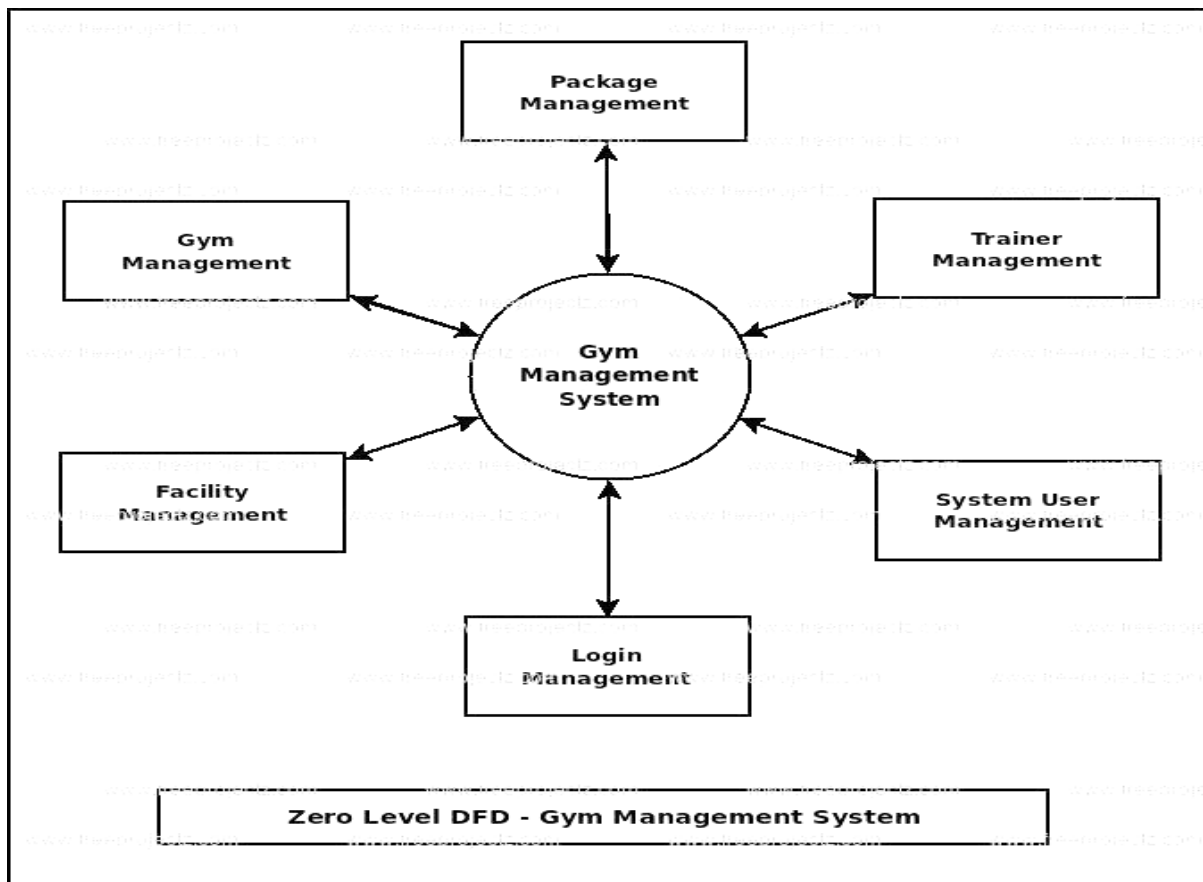 Package
Management
Gym
Management
Trainer
Management
Gym
Management
System
Facility
Management
System User
Management
Login
Management
Zero Level DFD - Gym Management System